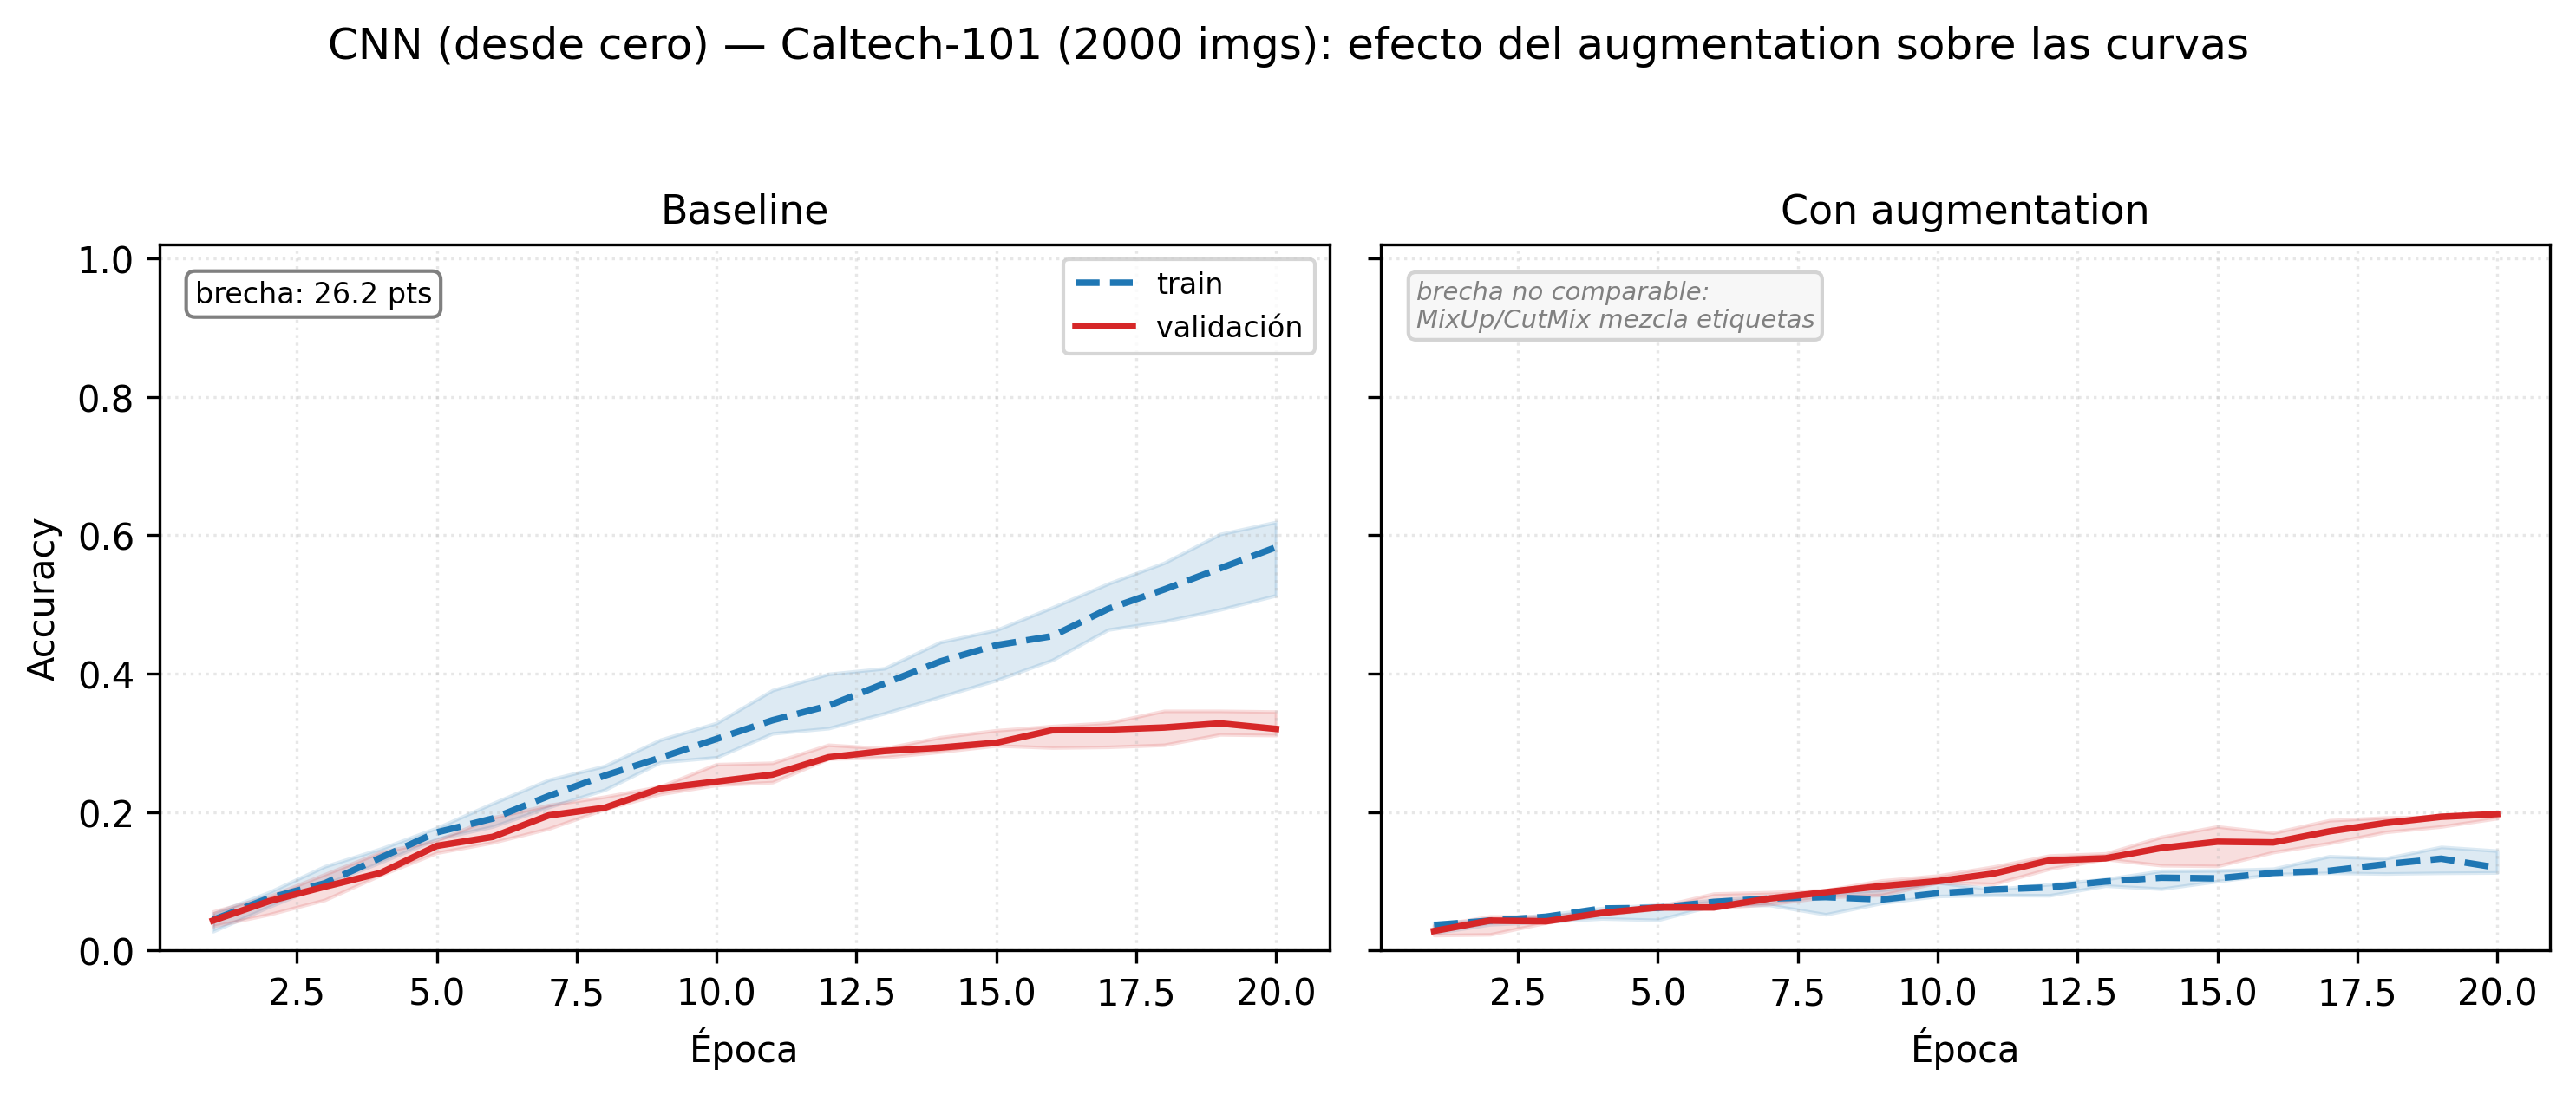 CNN (desde cero) — Caltech-101 (2000 imgs): efecto del augmentation sobre las curvas
Baseline
brecha: 26.2 pts
train
validación
1.0
0.8
0.6
0.4
0.2
0.0
Accuracy
2.5 5.0 7.5 10.0 12.5 15.0 17.5 20.0
Época
Con augmentation
brecha no comparable:
MixUp/CutMix mezcla etiquetas
2.5 5.0 7.5 10.0 12.5 15.0 17.5 20.0
Época